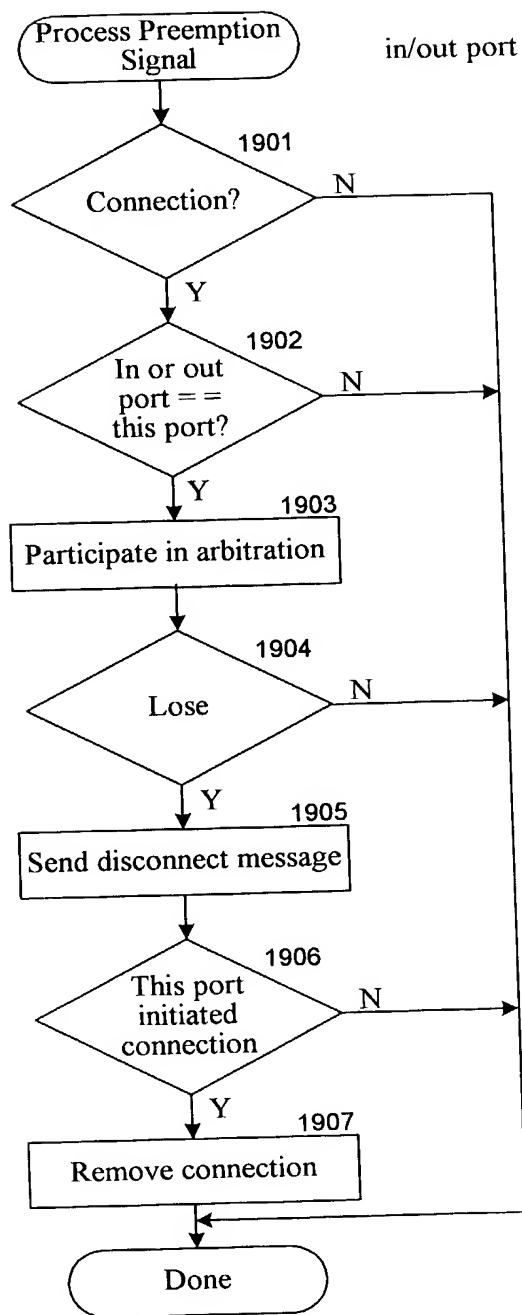 Process Preemption
Signal
in/out port
1901
Connection?
N
Y
1902
In or out
port = =
this port?
N
Y
1903
Participate in arbitration
1904
Lose
N
Y
1905
Send disconnect message
1906
This port
initiated
connection
N
Y
1907
Remove connection
Done